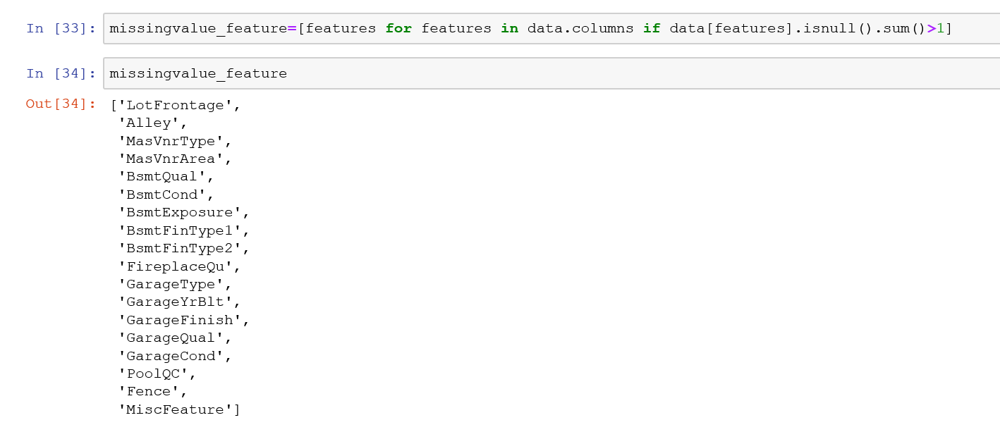 In [33]: missingvalue_feature=[features for features in data.columns if data[features].isnull().sum()>1]
In [34]: missingvalue_feature
Out[34]: ['LotFrontage',
'Alley',
'MasVnrType',
'MasVnrArea',
'BsmtQual',
'BsmtCond',
'BsmtExposure',
'BsmtFinType1',
'BsmtFinType2',
'FireplaceQu',
'GarageType',
'GarageYrBlt',
'GarageFinish',
'GarageQual',
'GarageCond',
'PoolQC',
'Fence',
'MiscFeature']